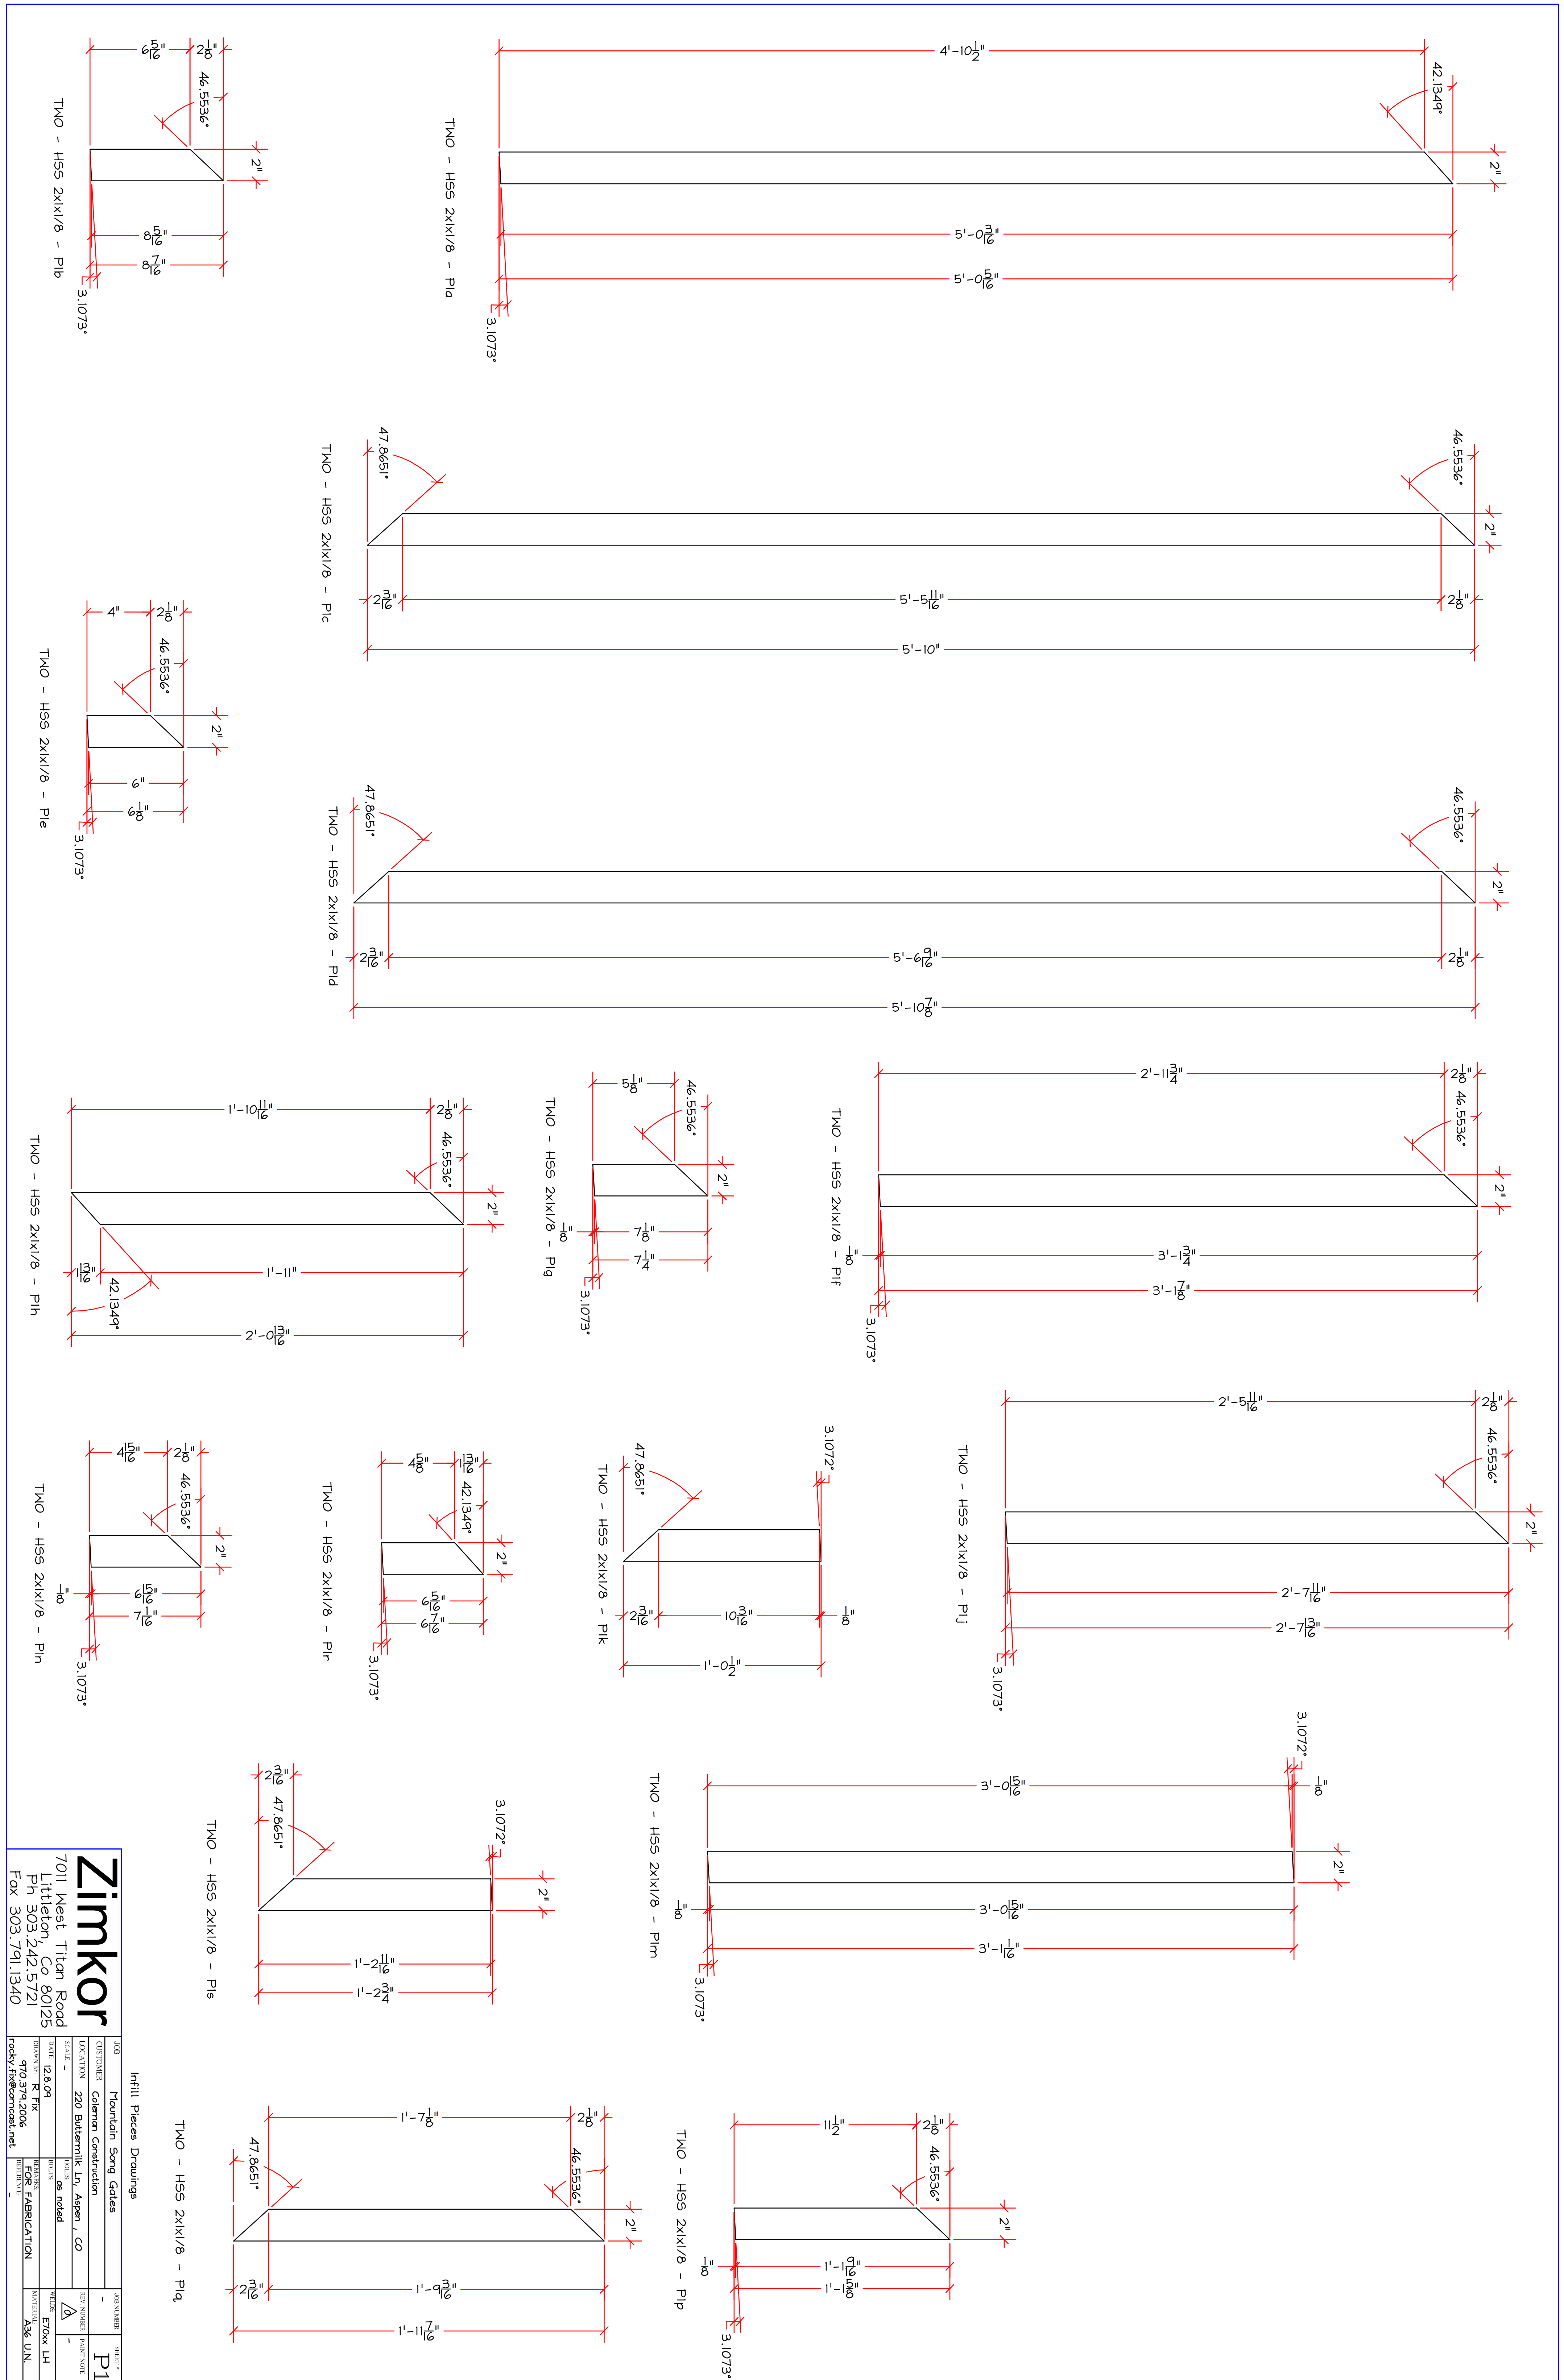 6 5/16"
2 1/8"
46.5536°
2"
8 5/16"
8 7/16"
3.1073°
TWO - HSS 2x1x1/8 - P1b
4'-10 1/2"
42.1349°
2"
5'-0 3/16"
5'-0 5/16"
3.1073°
TWO - HSS 2x1x1/8 - P1a
47.8651°
46.5536°
2"
2 3/16"
5'-5 11/16"
2 1/8"
5'-10"
TWO - HSS 2x1x1/8 - P1c
4"
2 1/8"
46.5536°
2"
6"
6 1/8"
3.1073°
TWO - HSS 2x1x1/8 - P1e
47.8651°
46.5536°
2"
2 3/16"
5'-6 9/16"
2 1/8"
5'-10 7/8"
TWO - HSS 2x1x1/8 - P1d
1'-10 11/16"
2 1/8"
46.5536°
2"
1 13/16"
1'-11"
42.1349°
2'-0 13/16"
TWO - HSS 2x1x1/8 - P1h
5 1/8"
46.5536°
2"
1/8"
7 1/8"
7 1/4"
3.1073°
TWO - HSS 2x1x1/8 - P1g
2'-11 3/4"
2 1/8"
46.5536°
2"
1/8"
3'-1 3/4"
3'-1 7/8"
3.1073°
TWO - HSS 2x1x1/8 - P1f
4 15/16"
2 1/8"
46.5536°
2"
1/8"
6 15/16"
7 1/16"
3.1073°
TWO - HSS 2x1x1/8 - P1n
4 5/8"
1 13/16"
42.1349°
2"
6 5/16"
6 7/16"
3.1073°
TWO - HSS 2x1x1/8 - P1r
3.1072°
47.8651°
2 3/16"
10 3/16"
1/8"
1'-0 1/2"
TWO - HSS 2x1x1/8 - P1k
2'-5 11/16"
2 1/8"
46.5536°
2"
2'-7 11/16"
2'-7 13/16"
3.1073°
TWO - HSS 2x1x1/8 - P1j
2 3/16"
47.8651°
3.1072°
2"
1'-2 11/16"
1'-2 3/4"
TWO - HSS 2x1x1/8 - P1s
3.1072°
3'-0 15/16"
1/8"
2"
1/8"
3'-0 15/16"
3'-1 1/16"
3.1073°
TWO - HSS 2x1x1/8 - P1m
1'-7 1/8"
2 1/8"
47.8651°
46.5536°
2"
2 3/16"
1'-9 3/16"
1'-11 7/16"
TWO - HSS 2x1x1/8 - P1q
11 1/2"
2 1/8"
46.5536°
2"
1/8"
1'-1 9/16"
1'-1 5/8"
3.1073°
TWO - HSS 2x1x1/8 - P1p
Infill Pieces Drawings
Zimkor
7011 West Titan Road
Littleton, Co 80125
Ph 303.242.5721
Fax 303.791.1340
JOB Mountain Song Gates
CUSTOMER Coleman Construction
LOCATION 220 Buttermilk Ln, Aspen , CO
SCALE -
DATE 12.8.09
DRAWN BY R Fix
970.379.2006
rocky.fix@comcast.net
HOLES as noted
BOLTS
REMARKS FOR FABRICATION
REFERENCE -
JOB NUMBER -
SHEET # P1
REV. NUMBER 0
PAINT NOTE -
WELDS E70xx LH
MATERIAL A36 U.N.